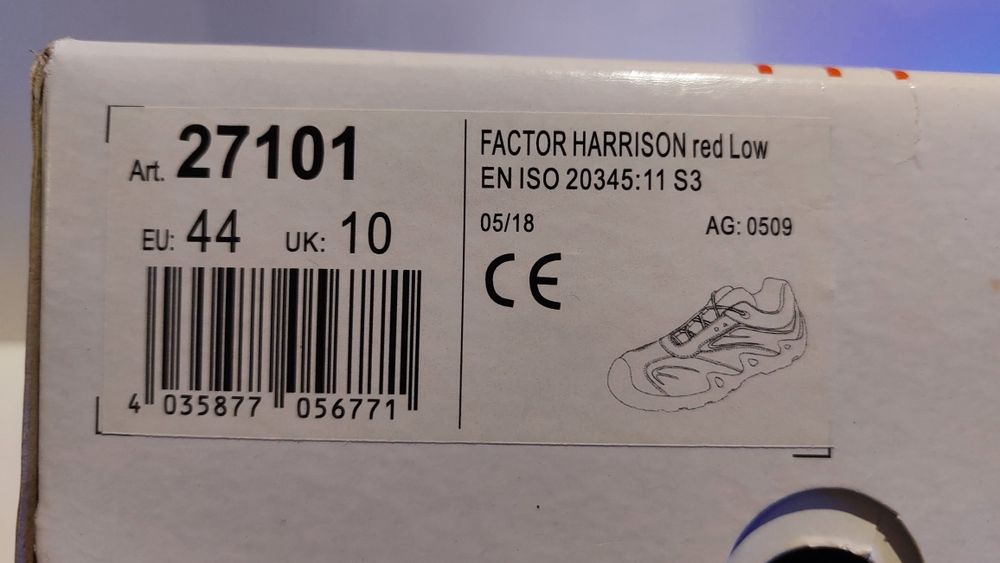 Art. 27101
EU: 44 UK: 10
4 035877 056771
FACTOR HARRISON red Low
EN ISO 20345:11 S3
05/18 AG: 0509
CE